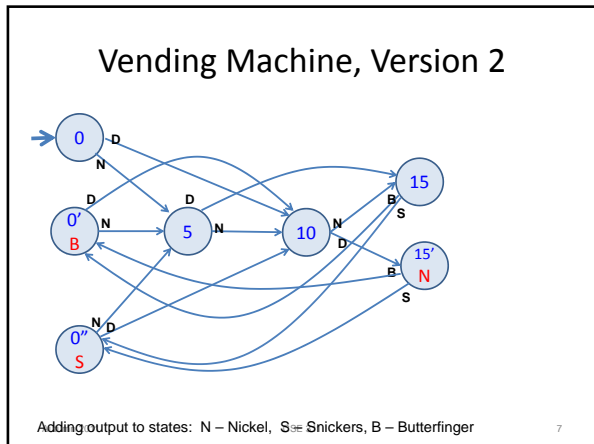 Vending Machine, Version 2
0
D
N
D
0'
B
N
D
5
N
10
N
D
15
B
S
15'
N
B
S
N
D
0"
S
Adding output to states: N – Nickel, S – Snickers, B – Butterfinger
7